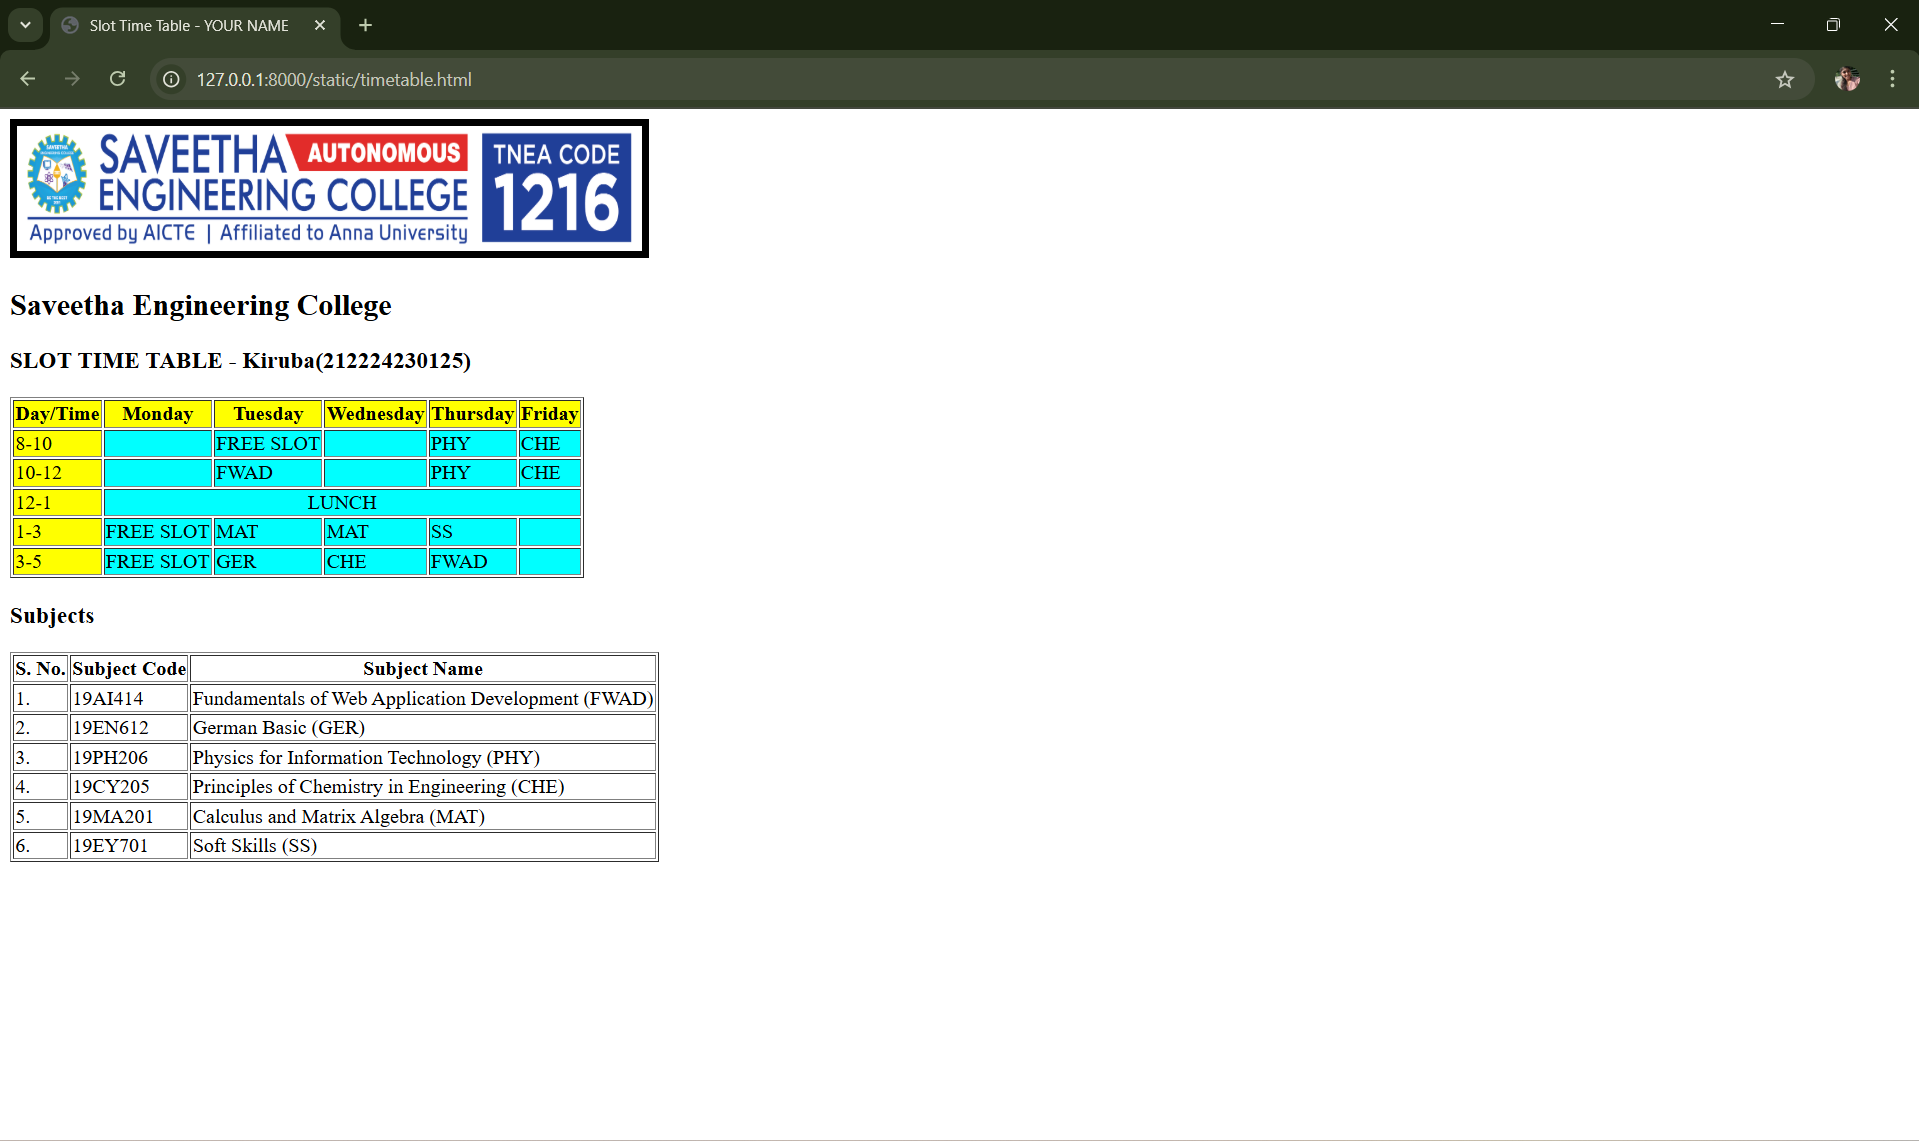 Slot Time Table - YOUR NAME
127.0.0.1:8000/static/timetable.html
SAVEETHA AUTONOMOUS
ENGINEERING COLLEGE
Approved by AICTE | Affiliated to Anna University
TNEA CODE
1216
Saveetha Engineering College
SLOT TIME TABLE - Kiruba(212224230125)
Day/Time Monday Tuesday Wednesday Thursday Friday
8-10 FREE SLOT PHY CHE
10-12 FWAD PHY CHE
12-1 LUNCH
1-3 FREE SLOT MAT MAT SS
3-5 FREE SLOT GER CHE FWAD
Subjects
S. No. Subject Code Subject Name
1. 19AI414 Fundamentals of Web Application Development (FWAD)
2. 19EN612 German Basic (GER)
3. 19PH206 Physics for Information Technology (PHY)
4. 19CY205 Principles of Chemistry in Engineering (CHE)
5. 19MA201 Calculus and Matrix Algebra (MAT)
6. 19EY701 Soft Skills (SS)